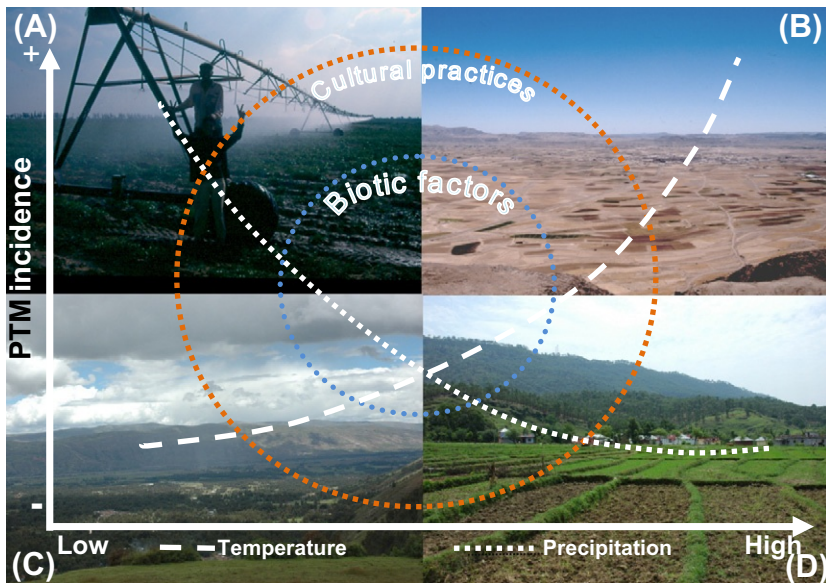 (A)
(B)
+
Cultural practices
Biotic factors
PTM incidence
-
Low
Temperature
Precipitation
High
(C)
(D)